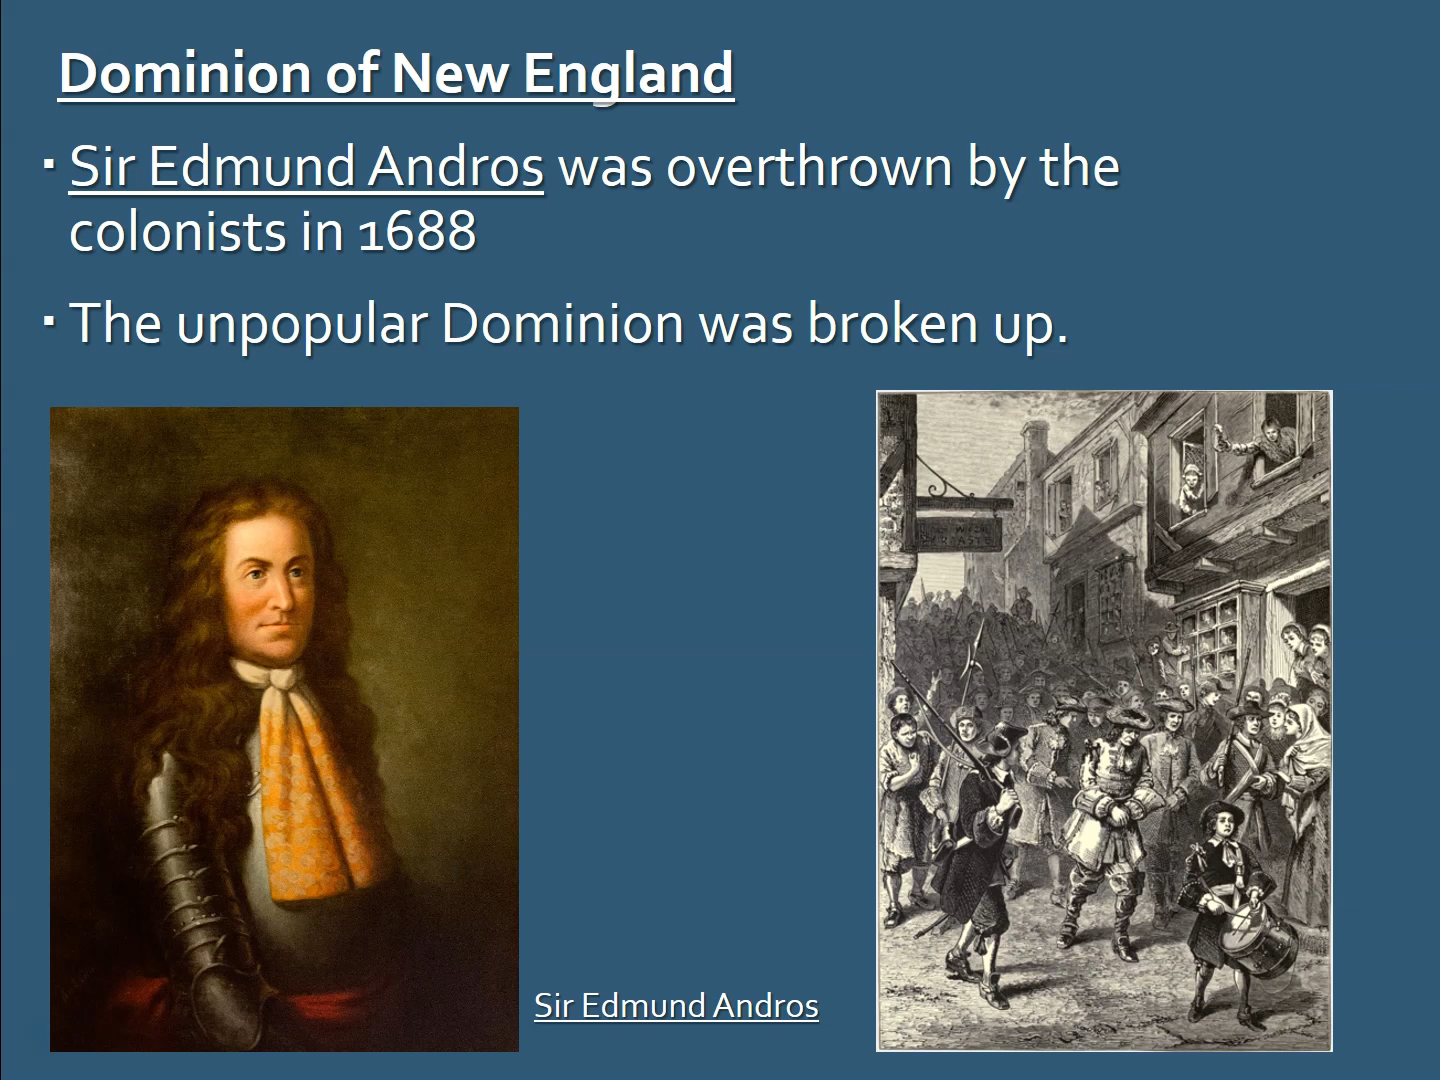 Dominion of New England
▪ Sir Edmund Andros was overthrown by the
colonists in 1688
▪ The unpopular Dominion was broken up.
Sir Edmund Andros